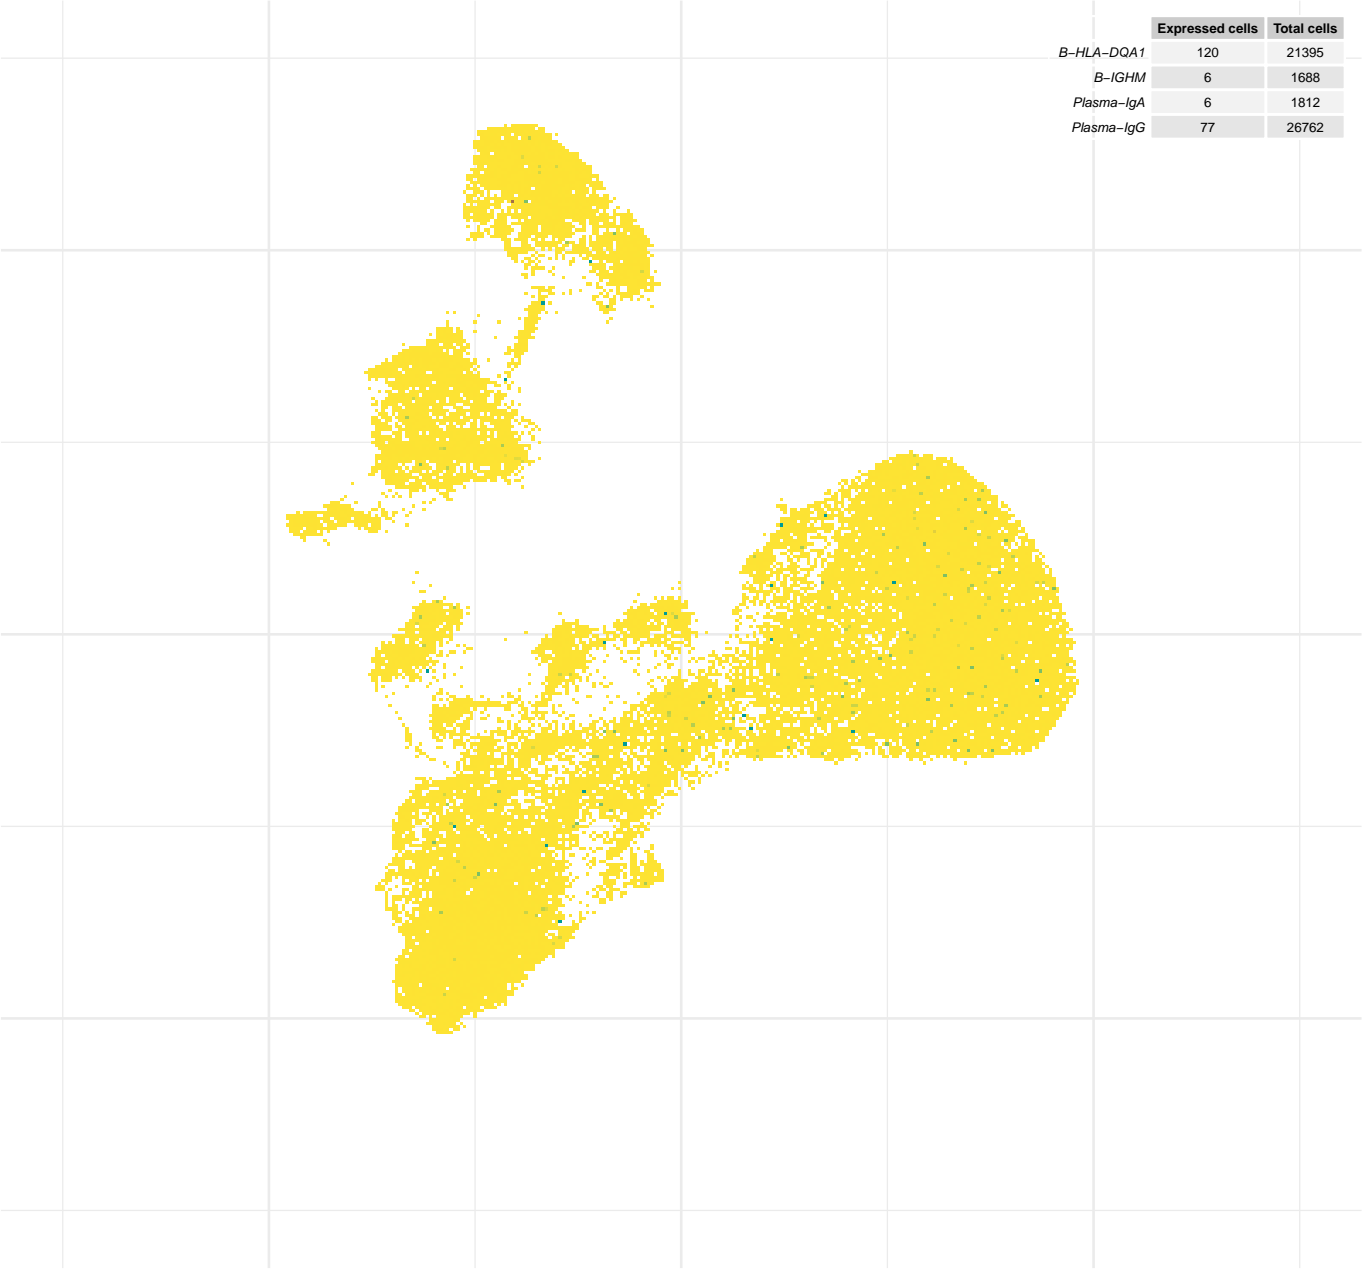 Expressed cells Total cells
B−HLA−DQA1 120 21395
B−IGHM 6 1688
Plasma−IgA 6 1812
Plasma−IgG 77 26762